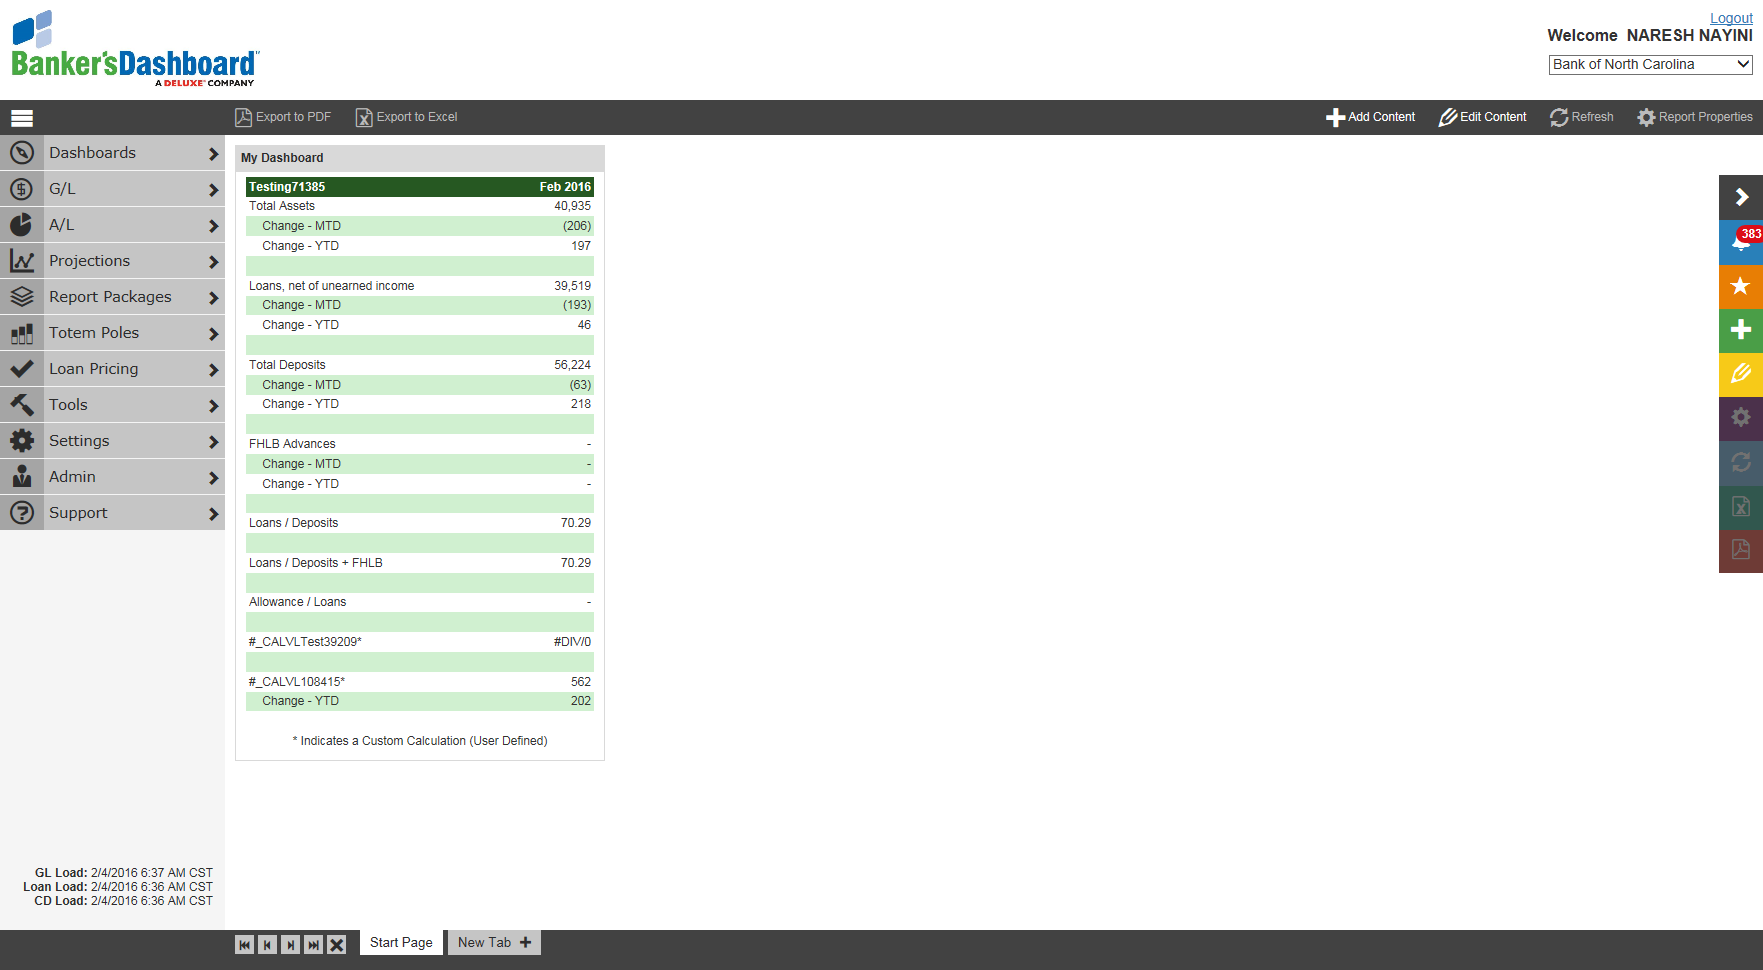 Banker'sDashboard
A DELUXE COMPANY
Logout
Welcome NARESH NAYINI
Bank of North Carolina
Export to PDF
Export to Excel
Add Content
Edit Content
Refresh
Report Properties
Dashboards
G/L
A/L
Projections
Report Packages
Totem Poles
Loan Pricing
Tools
Settings
Admin
Support
GL Load: 2/4/2016 6:37 AM CST
Loan Load: 2/4/2016 6:36 AM CST
CD Load: 2/4/2016 6:36 AM CST
My Dashboard
Testing71385 Feb 2016
Total Assets 40,935
Change - MTD (206)
Change - YTD 197
Loans, net of unearned income 39,519
Change - MTD (193)
Change - YTD 46
Total Deposits 56,224
Change - MTD (63)
Change - YTD 218
FHLB Advances -
Change - MTD -
Change - YTD -
Loans / Deposits 70.29
Loans / Deposits + FHLB 70.29
Allowance / Loans -
#_CALVLTest39209* #DIV/0
#_CALVL108415* 562
Change - YTD 202
* Indicates a Custom Calculation (User Defined)
383
Start Page
New Tab